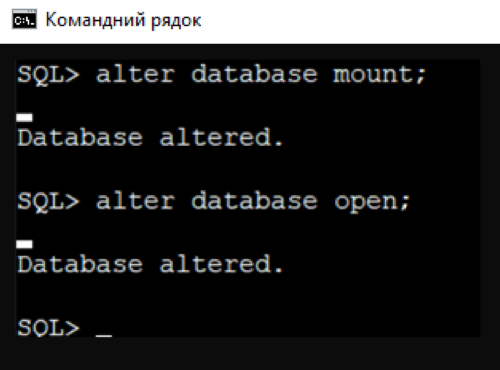 Командний рядок
SQL> alter database mount;
Database altered.
SQL> alter database open;
Database altered.
SQL> _